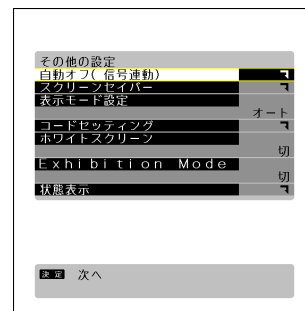 その他の設定
自動オフ( 信号連動)
スクリーンセイバー
表示モード設定
オート
コードセッティング
ホワイトスクリーン
切
Exhibition Mode
切
状態表示
決定 次へ